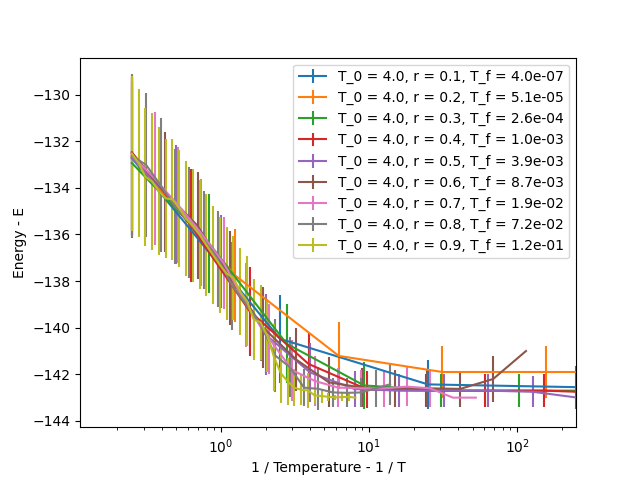 T_0 = 4.0, r = 0.1, T_f = 4.0e-07
T_0 = 4.0, r = 0.2, T_f = 5.1e-05
T_0 = 4.0, r = 0.3, T_f = 2.6e-04
T_0 = 4.0, r = 0.4, T_f = 1.0e-03
T_0 = 4.0, r = 0.5, T_f = 3.9e-03
T_0 = 4.0, r = 0.6, T_f = 8.7e-03
T_0 = 4.0, r = 0.7, T_f = 1.9e-02
T_0 = 4.0, r = 0.8, T_f = 7.2e-02
T_0 = 4.0, r = 0.9, T_f = 1.2e-01
Energy - E
−130
−132
−134
−136
−138
−140
−142
−144
10⁰
10¹
10²
1 / Temperature - 1 / T